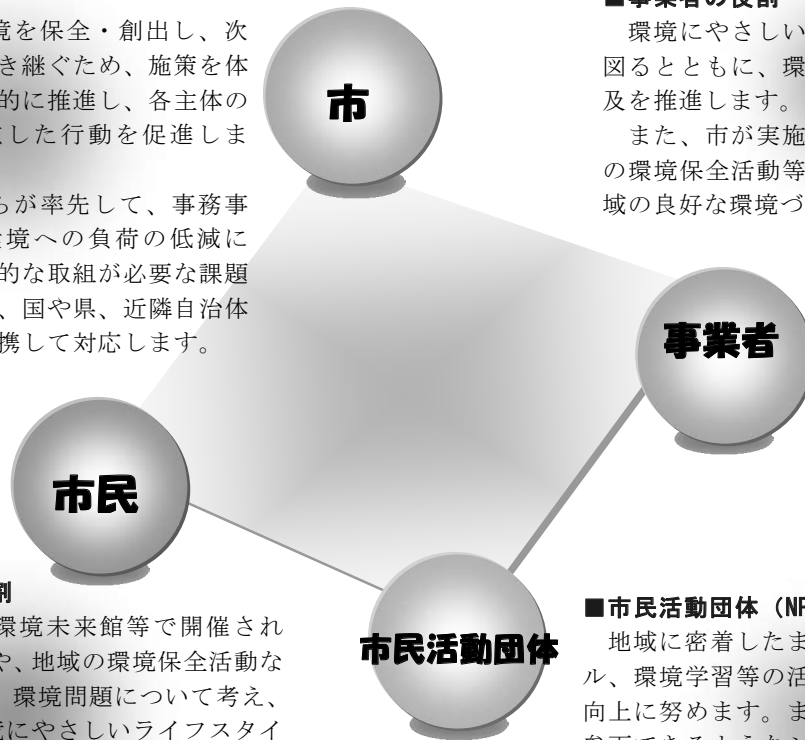 境を保全・創出し、次
き継ぐため、施策を体
的に推進し、各主体の
した行動を促進しま
らが率先して、事務事
境への負荷の低減に
的な取組が必要な課題
、国や県、近隣自治体
携して対応します。
市
■事業者の役割
環境にやさしい
図るとともに、環
及を推進します。
また、市が実施
の環境保全活動等
域の良好な環境づ
事業者
市民
割
環境未来館等で開催され
や、地域の環境保全活動な
環境問題について考え、
にやさしいライフスタイ
市民活動団体
■市民活動団体（NP
地域に密着したま
ル、環境学習等の活
向上に努めます。ま